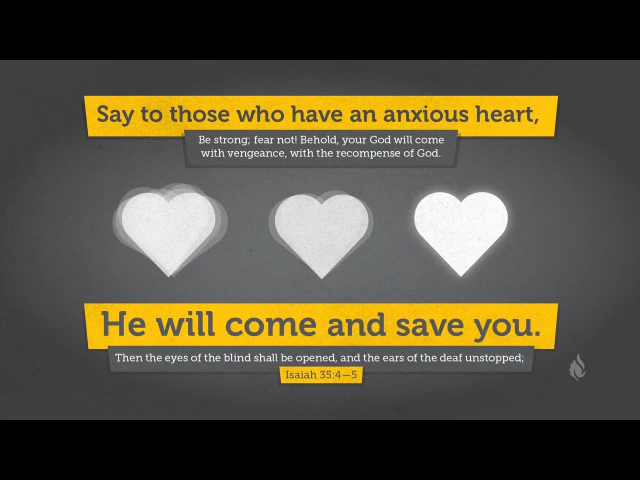 Say to those who have an anxious heart,
Be strong; fear not! Behold, your God will come
with vengeance, with the recompense of God.
He will come and save you.
Then the eyes of the blind shall be opened, and the ears of the deaf unstopped;
Isaiah 35:4—5